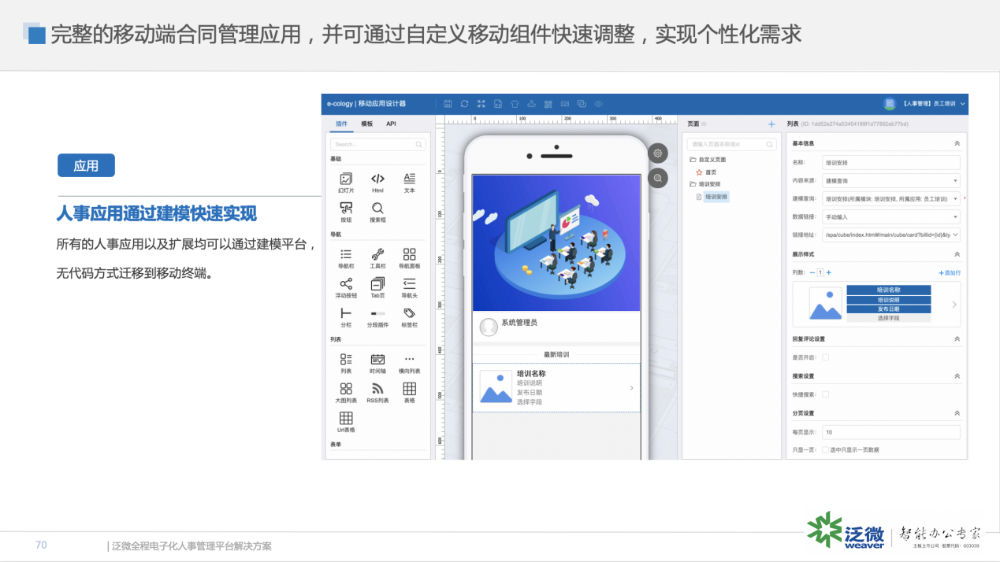 完整的移动端合同管理应用，并可通过自定义移动组件快速调整，实现个性化需求
应用
人事应用通过建模快速实现
所有的人事应用以及扩展均可以通过建模平台，
无代码方式迁移到移动终端。
e-cology | 移动应用设计器
【人事管理】员工培训
插件 模板 API
Search...
基础
幻灯片 Html 文本
按钮 搜索框
导航
导航栏 工具栏 导航面板
浮动按钮 Tab页 导航头
分栏 分段插件 标签栏
列表
列表 时间轴 横向列表
大图列表 RSS列表 表格
Url表格
表单
0 100 200 300 400
0
100
200
300
400
500
600
系统管理员
最新培训
培训名称
培训说明
发布日期
选择字段
页面
请输入页面名称或id
自定义页面
首页
培训安排
培训安排
列表 (ID: 1dd52e274a53454189f1d77892ab77bd)
基本信息
名称: 培训安排
内容来源: 建模查询
建模查询: 培训安排(所属模块: 培训安排, 所属应用: 员工培训) *
数据链接: 手动输入
链接地址: /spa/cube/index.html#/main/cube/card?billid={id}&ty
展示样式
列数: － 1 ＋ ＋添加行
培训名称
培训说明
发布日期
选择字段
回复评论设置
是否开启:
搜索设置
快捷搜索:
分页设置
每页显示: 10
只显一页: 选中只显示一页数据
70
| 泛微全程电子化人事管理平台解决方案
泛微
weaver
智能办公专家
主板上市公司 股票代码：603039